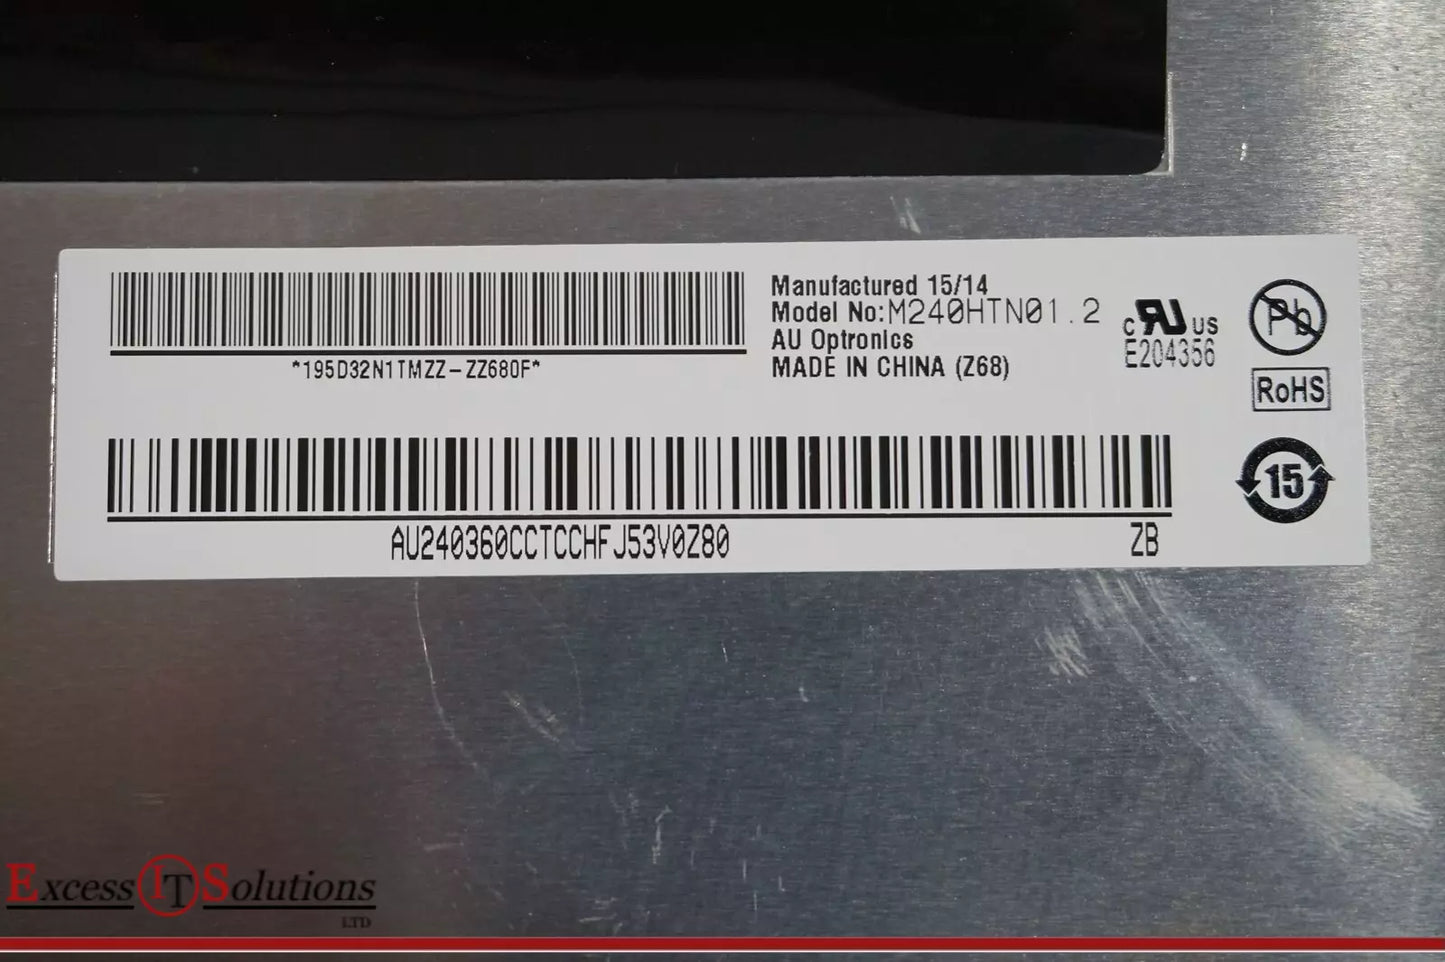 *195D32N1TMZZ-ZZ680F*
Manufactured 15/14
Model No:M240HTN01.2
AU Optronics
MADE IN CHINA (Z68)
c RU US
E204356
Pb
RoHS
15
AU240360CCTCCHFJ53V0Z80
ZB
Excess IT Solutions
LTD